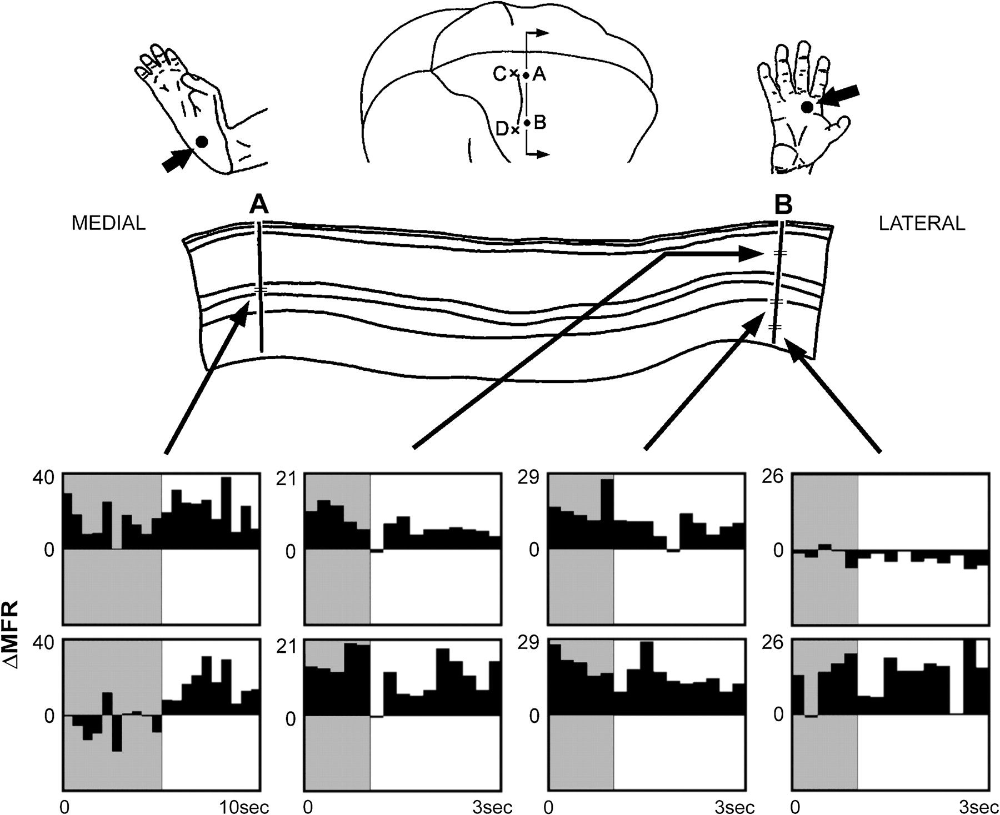 C A
D B
A B
MEDIAL LATERAL
40 21 29 26
0 0 0 0
ΔMFR
40 21 29 26
0 0 0 0
0 10sec 0 3sec 0 3sec 0 3sec